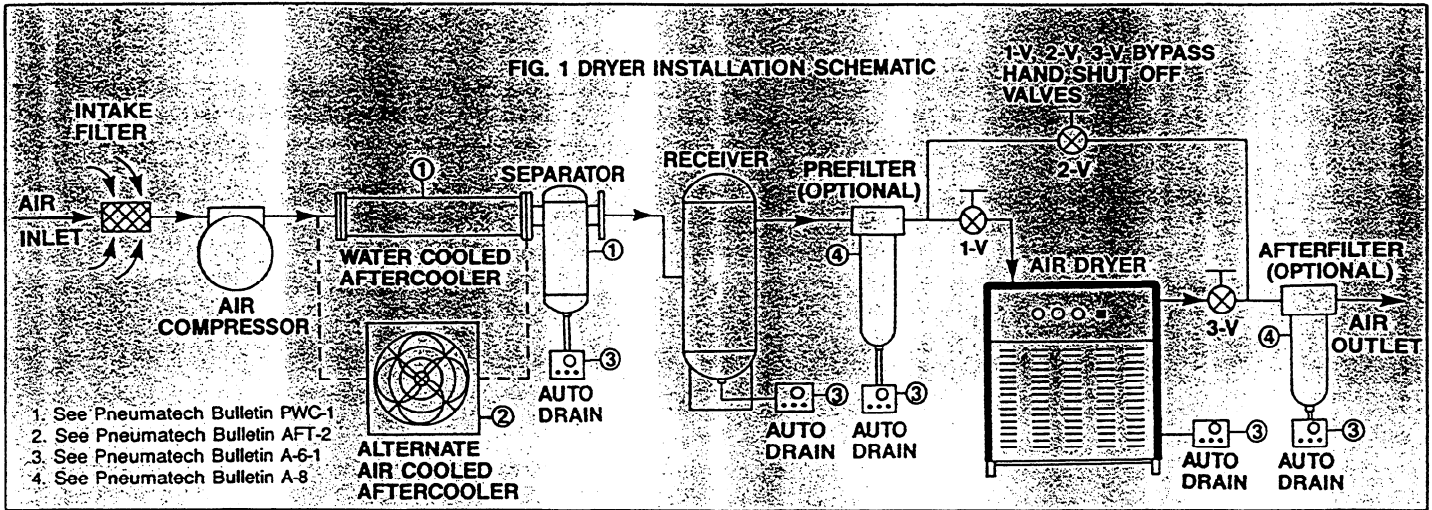 FIG. 1 DRYER INSTALLATION SCHEMATIC
1-V, 2-V, 3-V, BYPASS
HAND SHUT OFF
VALVES
INTAKE
FILTER
AIR
INLET
AIR
COMPRESSOR
①
WATER COOLED
AFTERCOOLER
SEPARATOR
①
③
AUTO
DRAIN
②
ALTERNATE
AIR COOLED
AFTERCOOLER
RECEIVER
③
AUTO
DRAIN
PREFILTER
(OPTIONAL)
④
③
AUTO
DRAIN
1-V
2-V
AIR DRYER
3-V
③
AUTO
DRAIN
AFTERFILTER
(OPTIONAL)
④
AIR
OUTLET
③
AUTO
DRAIN
1. See Pneumatech Bulletin PWC-1
2. See Pneumatech Bulletin AFT-2
3. See Pneumatech Bulletin A-6-1
4. See Pneumatech Bulletin A-8